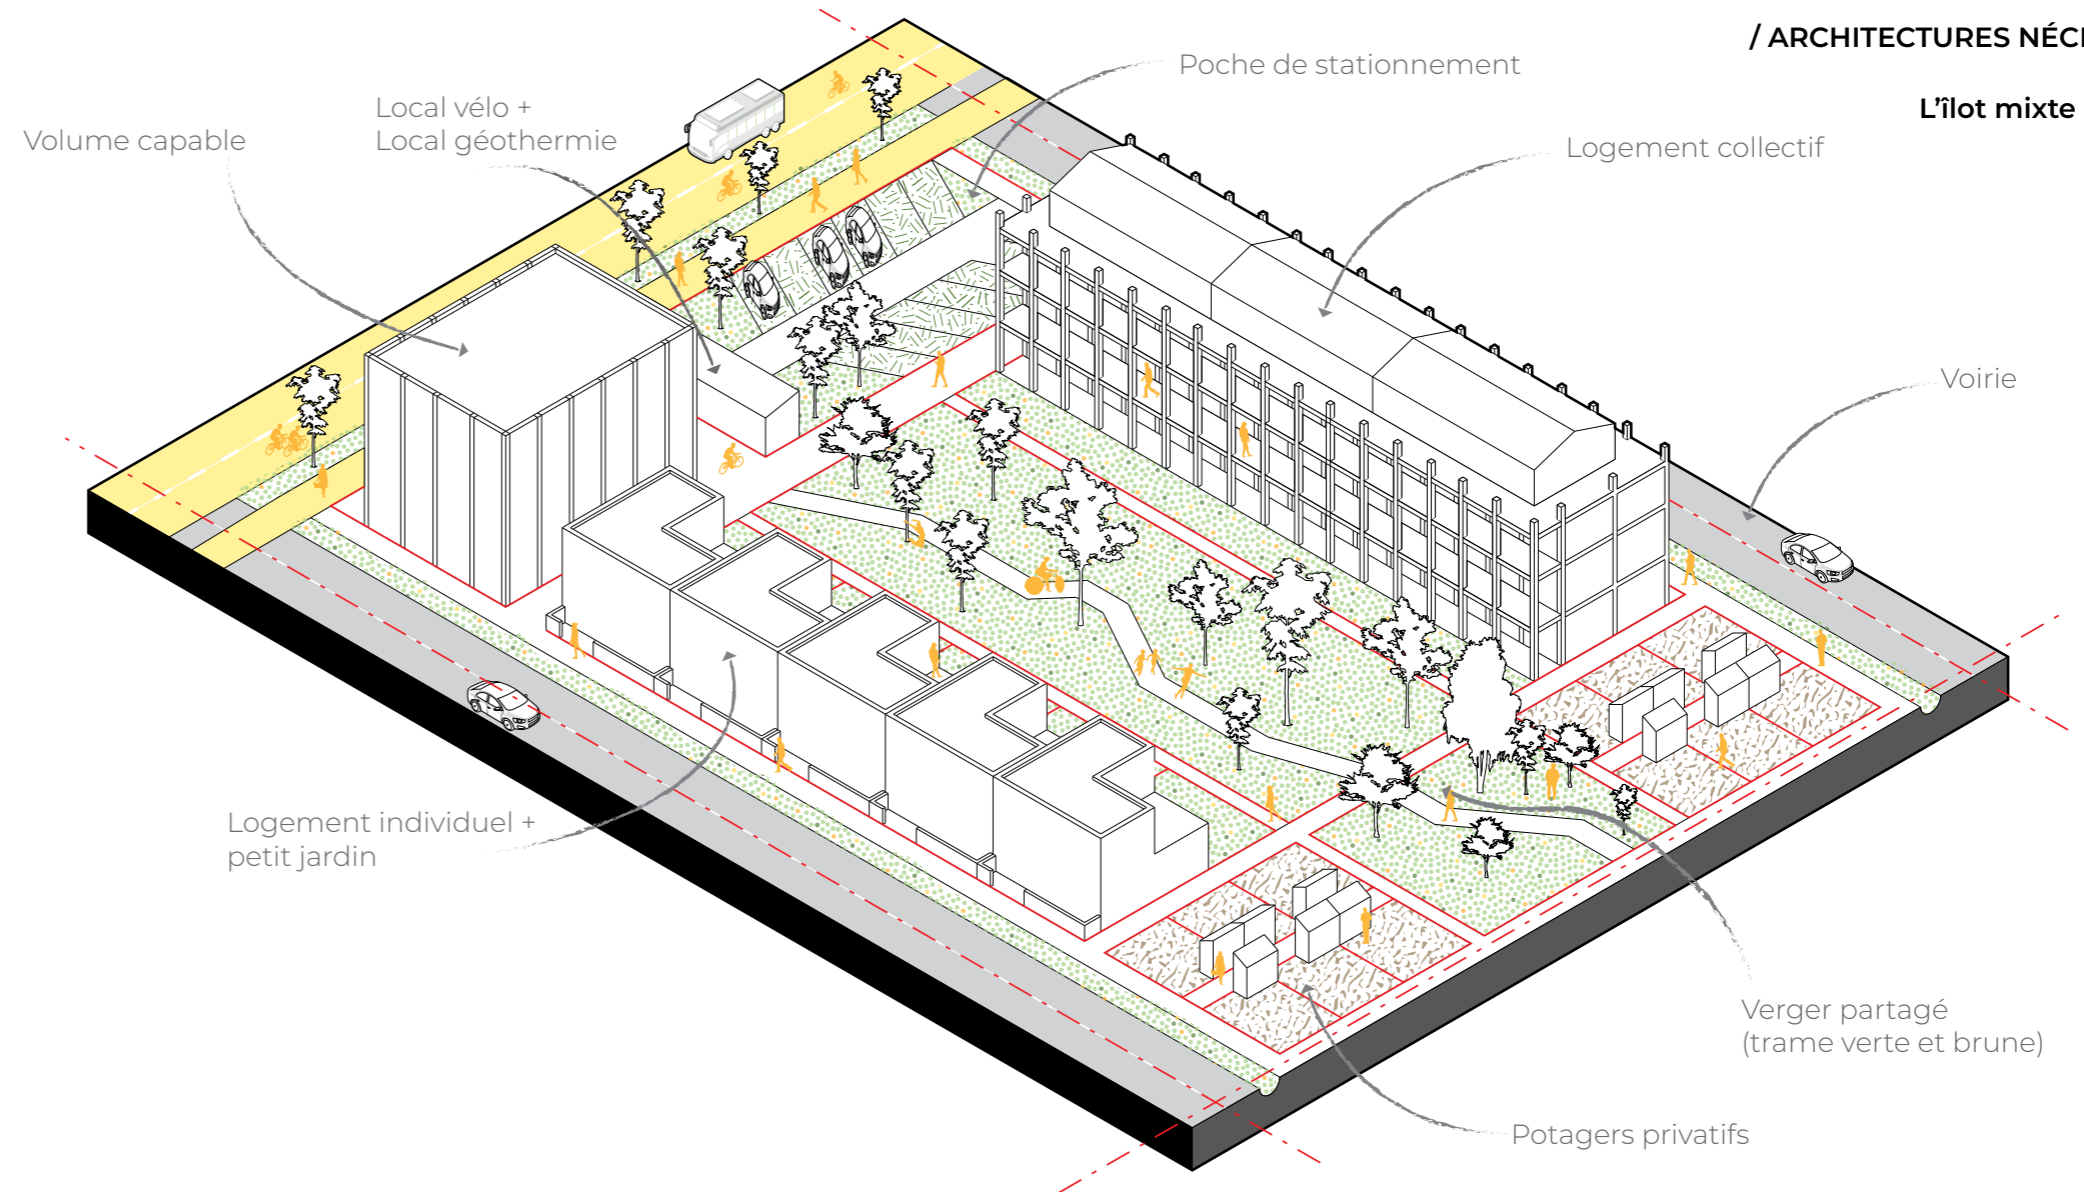 / ARCHITECTURES
L’îlot mixte
Poche de stationnement
Local vélo +
Local géothermie
Volume capable
Logement collectif
Voirie
Logement individuel +
petit jardin
Verger partagé
(trame verte et brune)
Potagers privatifs